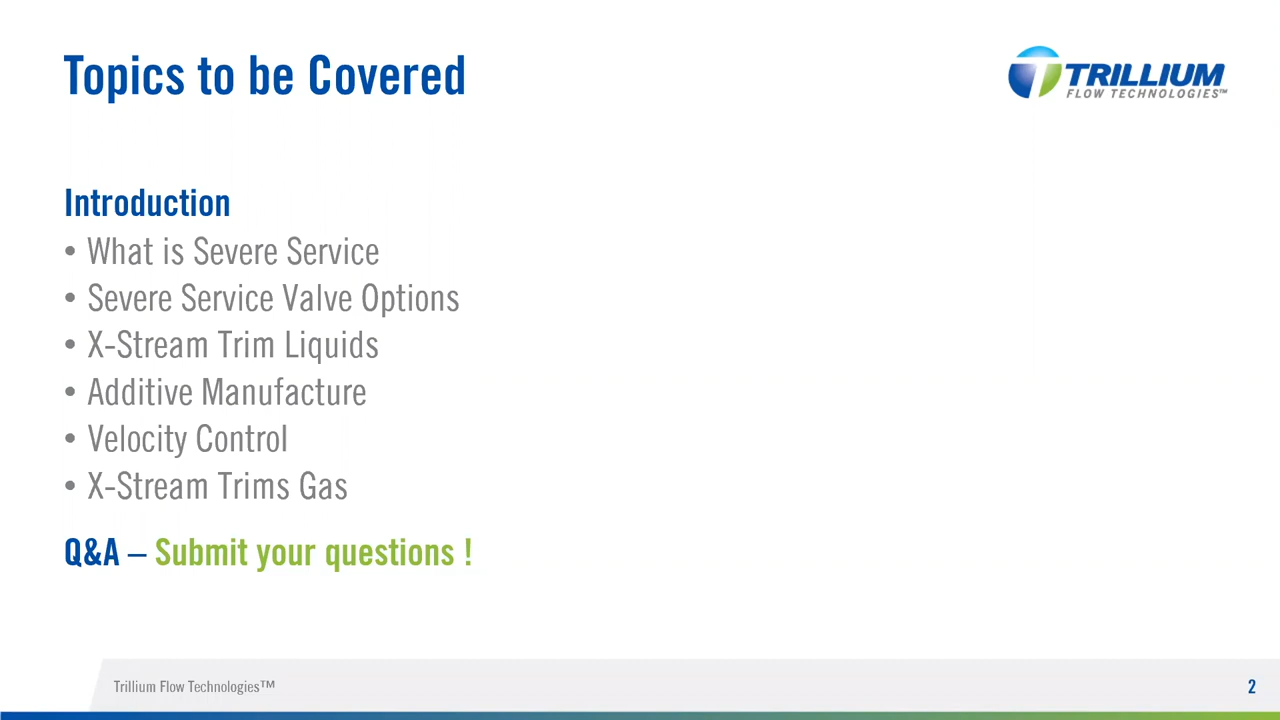 Topics to be Covered
TRILLIUM
FLOW TECHNOLOGIES™
Introduction
• What is Severe Service
• Severe Service Valve Options
• X-Stream Trim Liquids
• Additive Manufacture
• Velocity Control
• X-Stream Trims Gas
Q&A – Submit your questions !
Trillium Flow Technologies™
2